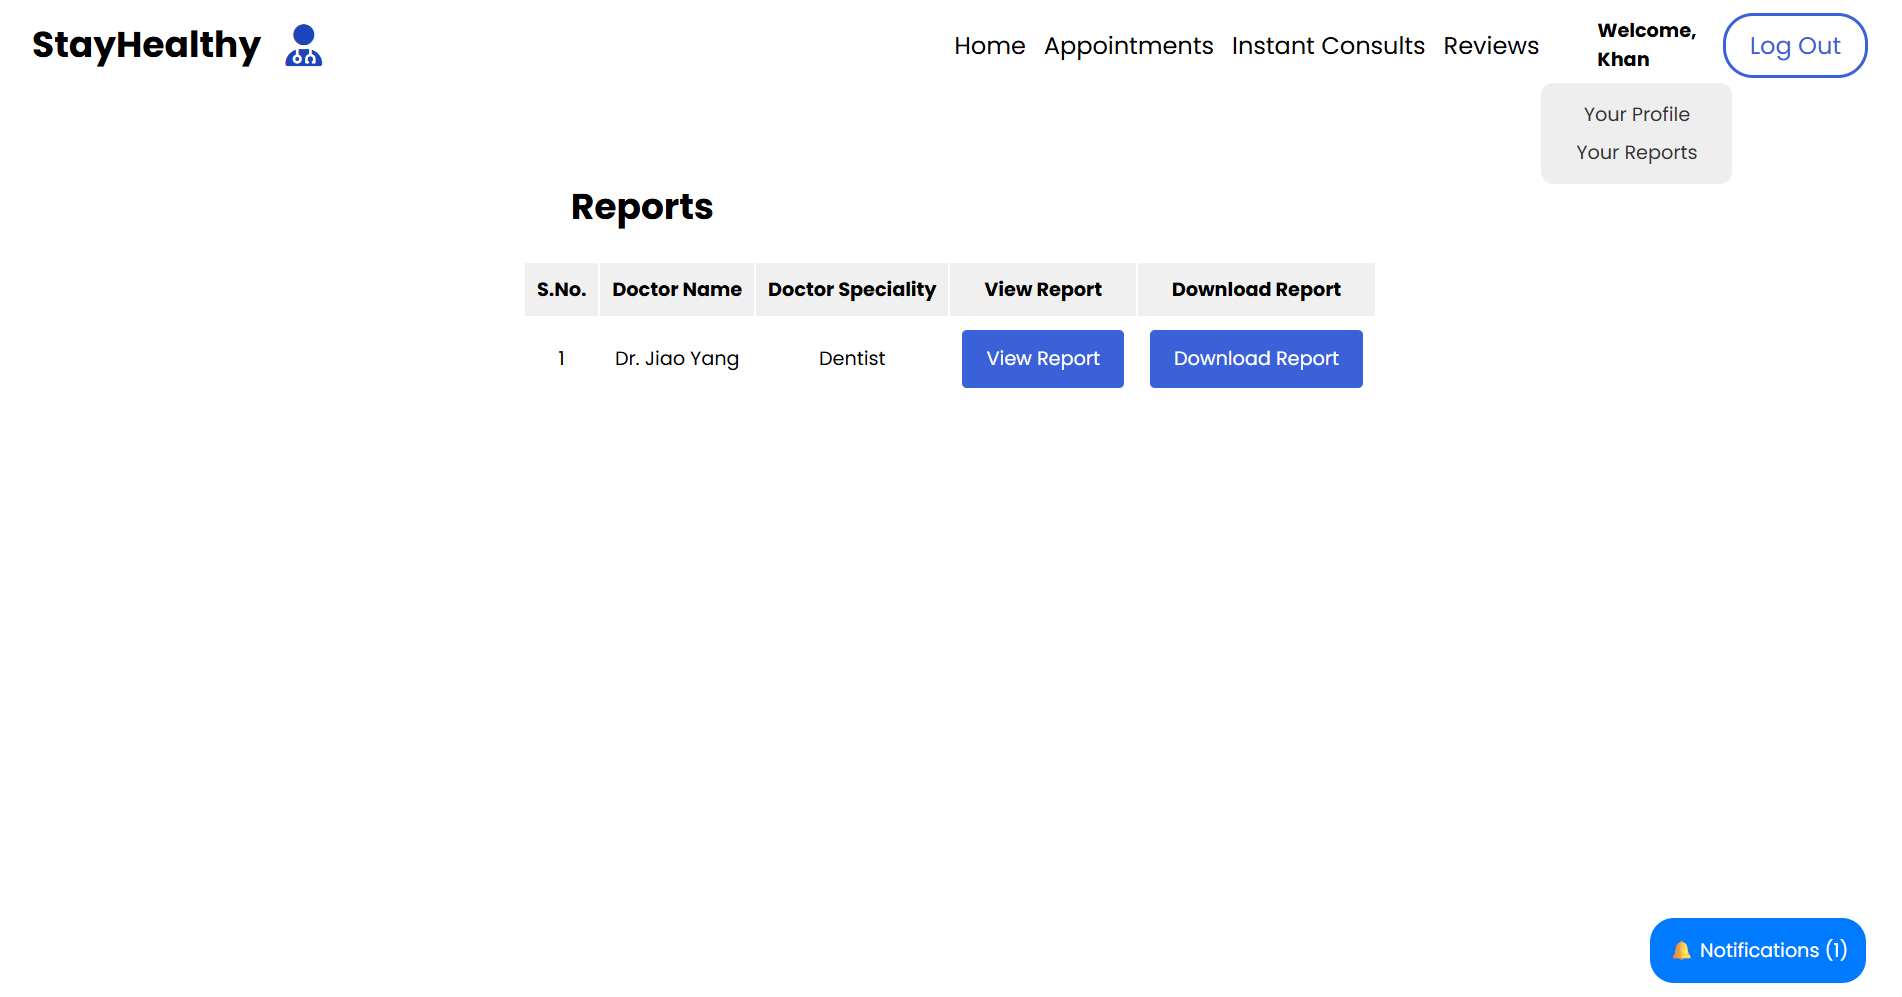 StayHealthy
Home Appointments Instant Consults Reviews
Welcome,
Khan
Log Out
Your Profile
Your Reports
Reports
S.No. Doctor Name Doctor Speciality View Report Download Report
1 Dr. Jiao Yang Dentist View Report Download Report
🔔 Notifications (1)